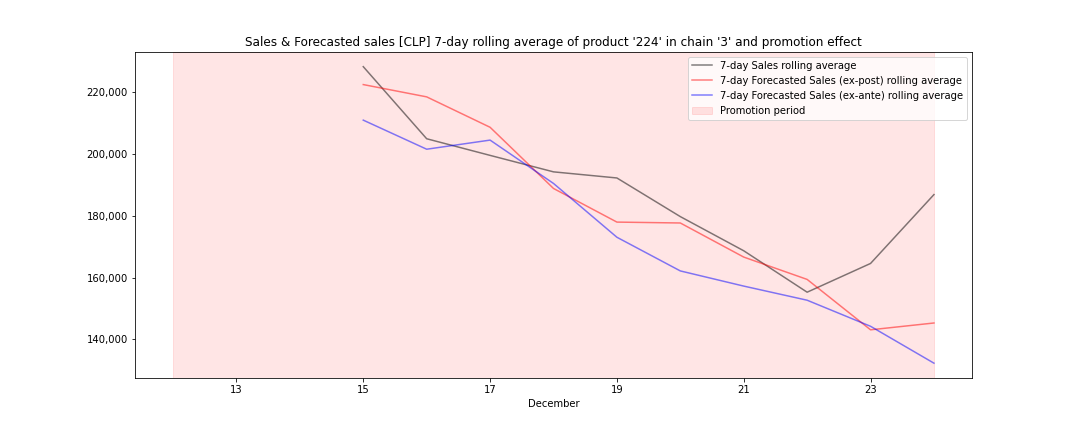 Sales & Forecasted sales [CLP] 7-day rolling average of product '224' in chain '3' and promotion effect
7-day Sales rolling average
7-day Forecasted Sales (ex-post) rolling average
7-day Forecasted Sales (ex-ante) rolling average
Promotion period
220,000
200,000
180,000
160,000
140,000
13
15
17
19
21
23
December